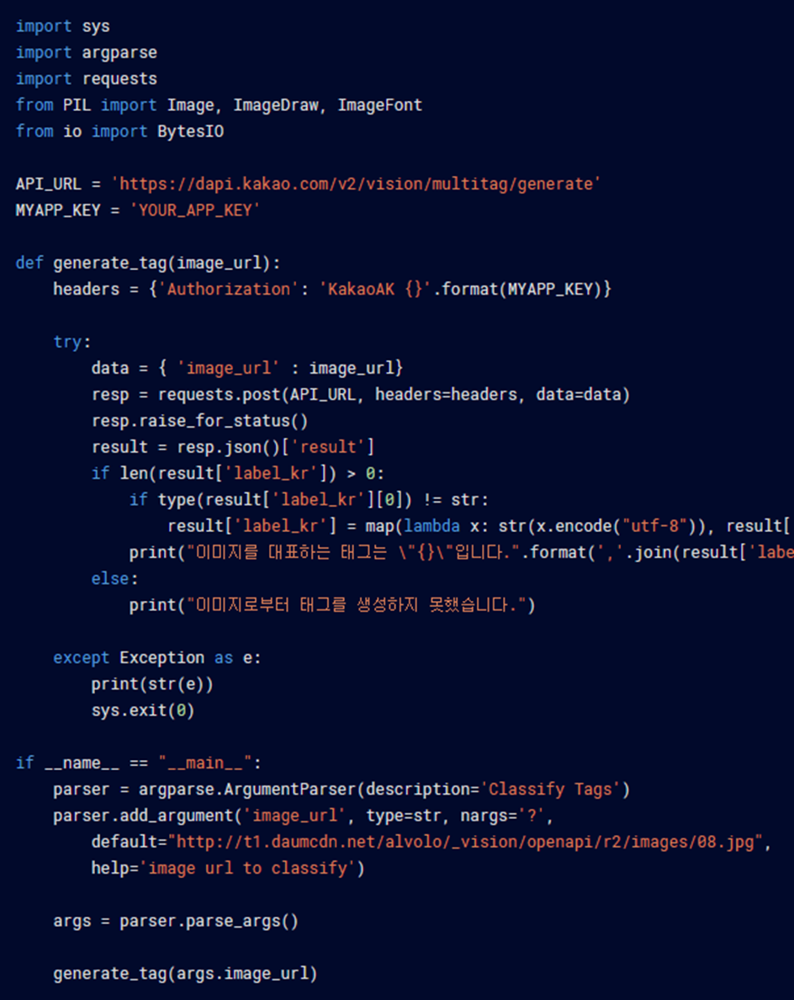 import sys
import argparse
import requests
from PIL import Image, ImageDraw, ImageFont
from io import BytesIO

API_URL = 'https://dapi.kakao.com/v2/vision/multitag/generate'
MYAPP_KEY = 'YOUR_APP_KEY'

def generate_tag(image_url):
    headers = {'Authorization': 'KakaoAK {}'.format(MYAPP_KEY)}

    try:
        data = { 'image_url' : image_url}
        resp = requests.post(API_URL, headers=headers, data=data)
        resp.raise_for_status()
        result = resp.json()['result']
        if len(result['label_kr']) > 0:
            if type(result['label_kr'][0]) != str:
                result['label_kr'] = map(lambda x: str(x.encode("utf-8")), result[
            print("이미지를 대표하는 태그는 \"{}\"입니다.".format(','.join(result['labe
        else:
            print("이미지로부터 태그를 생성하지 못했습니다.")

    except Exception as e:
        print(str(e))
        sys.exit(0)

if __name__ == "__main__":
    parser = argparse.ArgumentParser(description='Classify Tags')
    parser.add_argument('image_url', type=str, nargs='?',
        default="http://t1.daumcdn.net/alvolo/_vision/openapi/r2/images/08.jpg",
        help='image url to classify')

    args = parser.parse_args()

    generate_tag(args.image_url)